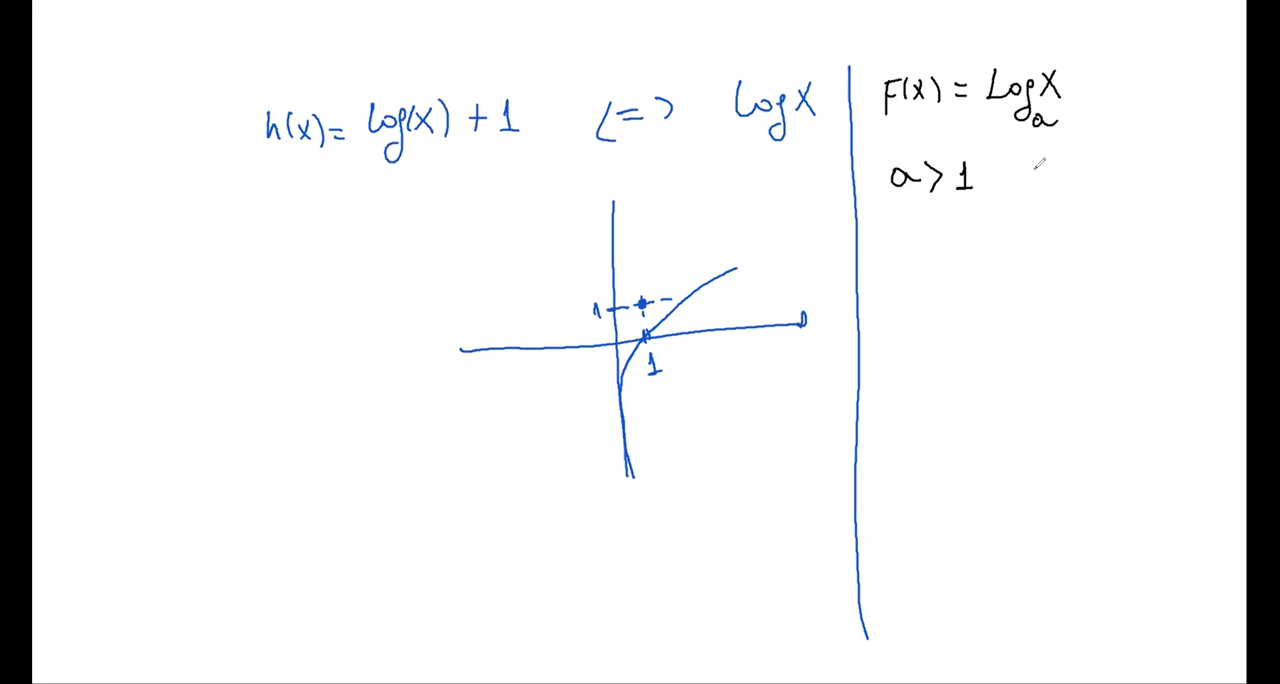 h(x) = log(x) + 1 <=> log x
F(x) = Log_a x
a > 1
1
1